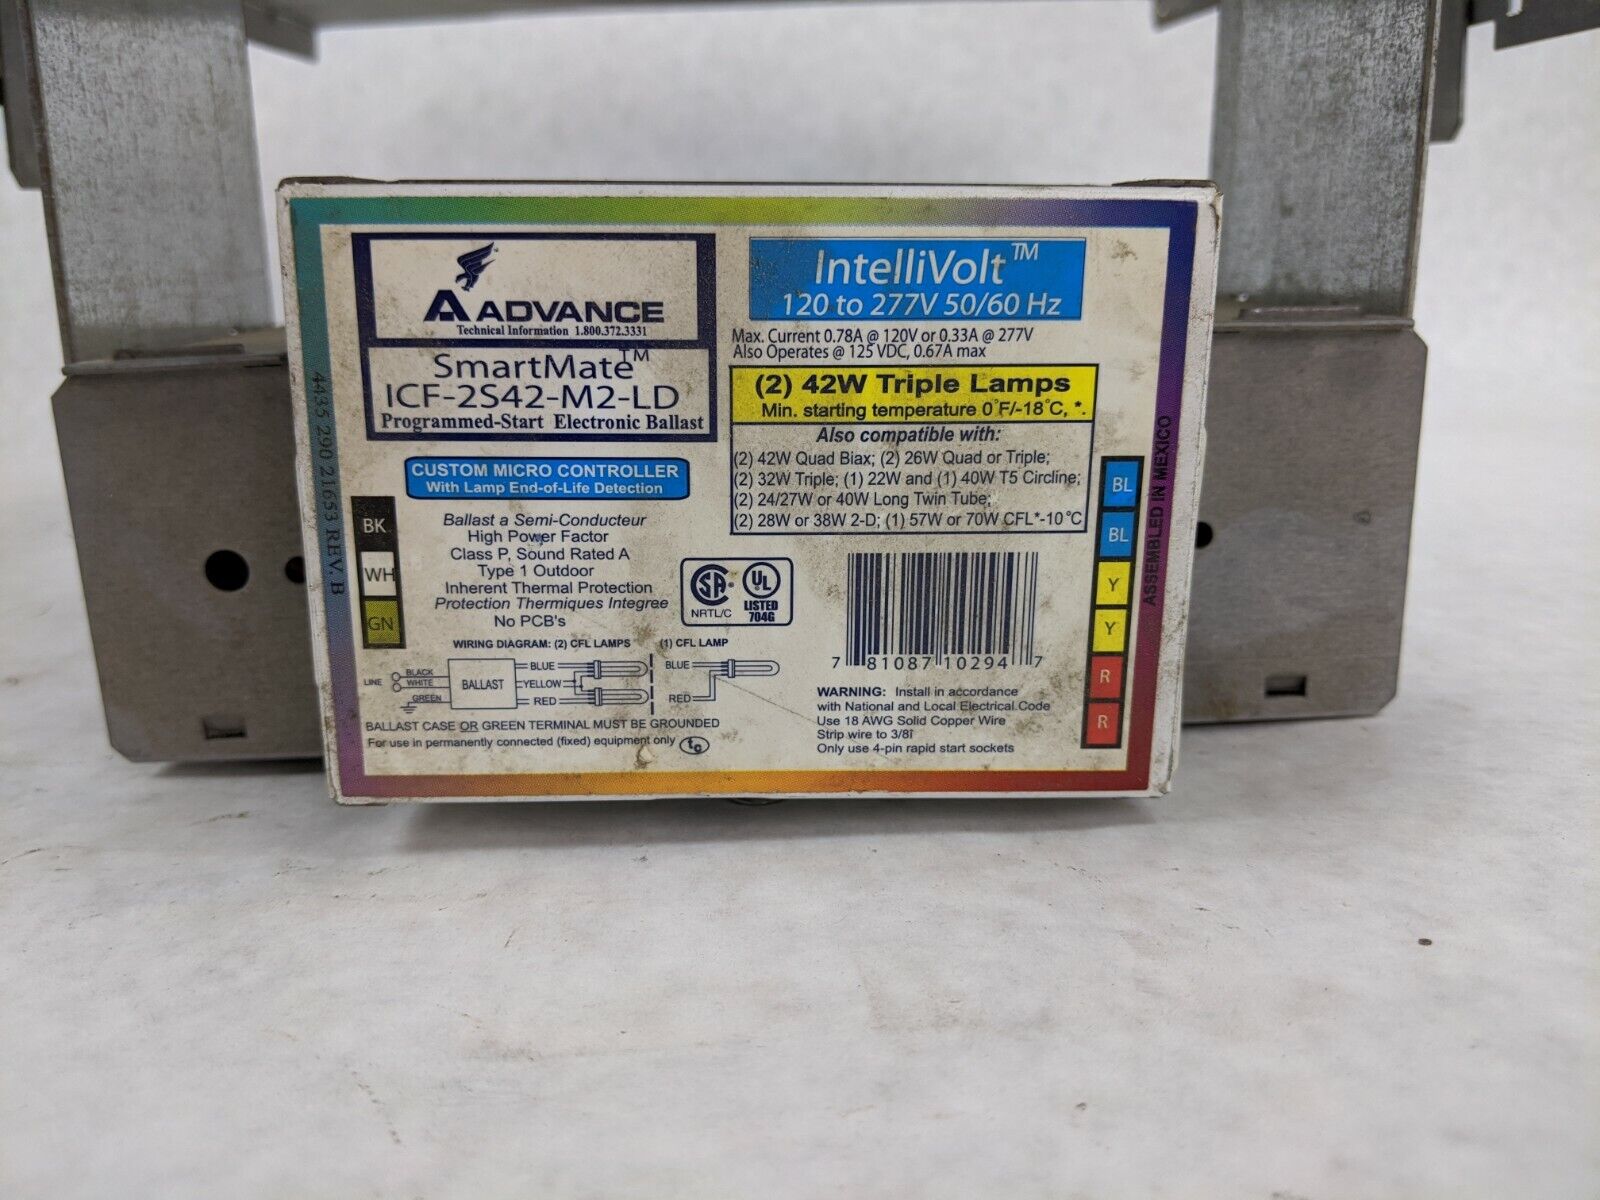 ADVANCE
Technical Information 1.800.372.3331
SmartMate™
ICF-2S42-M2-LD
Programmed-Start Electronic Ballast
CUSTOM MICRO CONTROLLER
With Lamp End-of-Life Detection
BK
WH
GN
Ballast a Semi-Conducteur
High Power Factor
Class P, Sound Rated A
Type 1 Outdoor
Inherent Thermal Protection
Protection Thermiques Integree
No PCB's
SA
NRTL/C
UL
LISTED
704G
WIRING DIAGRAM: (2) CFL LAMPS
(1) CFL LAMP
LINE
BLACK
WHITE
GREEN
BALLAST
BLUE
YELLOW
RED
BLUE
RED
BALLAST CASE OR GREEN TERMINAL MUST BE GROUNDED
For use in permanently connected (fixed) equipment only
tc
4435 290 21653 REV. B
IntelliVolt™
120 to 277V 50/60 Hz
Max. Current 0.78A @ 120V or 0.33A @ 277V
Also Operates @ 125 VDC, 0.67A max
(2) 42W Triple Lamps
Min. starting temperature 0°F/-18°C, *.
Also compatible with:
(2) 42W Quad Biax; (2) 26W Quad or Triple;
(2) 32W Triple; (1) 22W and (1) 40W T5 Circline;
(2) 24/27W or 40W Long Twin Tube;
(2) 28W or 38W 2-D; (1) 57W or 70W CFL*-10°C
7 81087 10294 7
WARNING: Install in accordance
with National and Local Electrical Code
Use 18 AWG Solid Copper Wire
Strip wire to 3/8Î
Only use 4-pin rapid start sockets
BL
BL
Y
Y
R
R
ASSEMBLED IN MEXICO